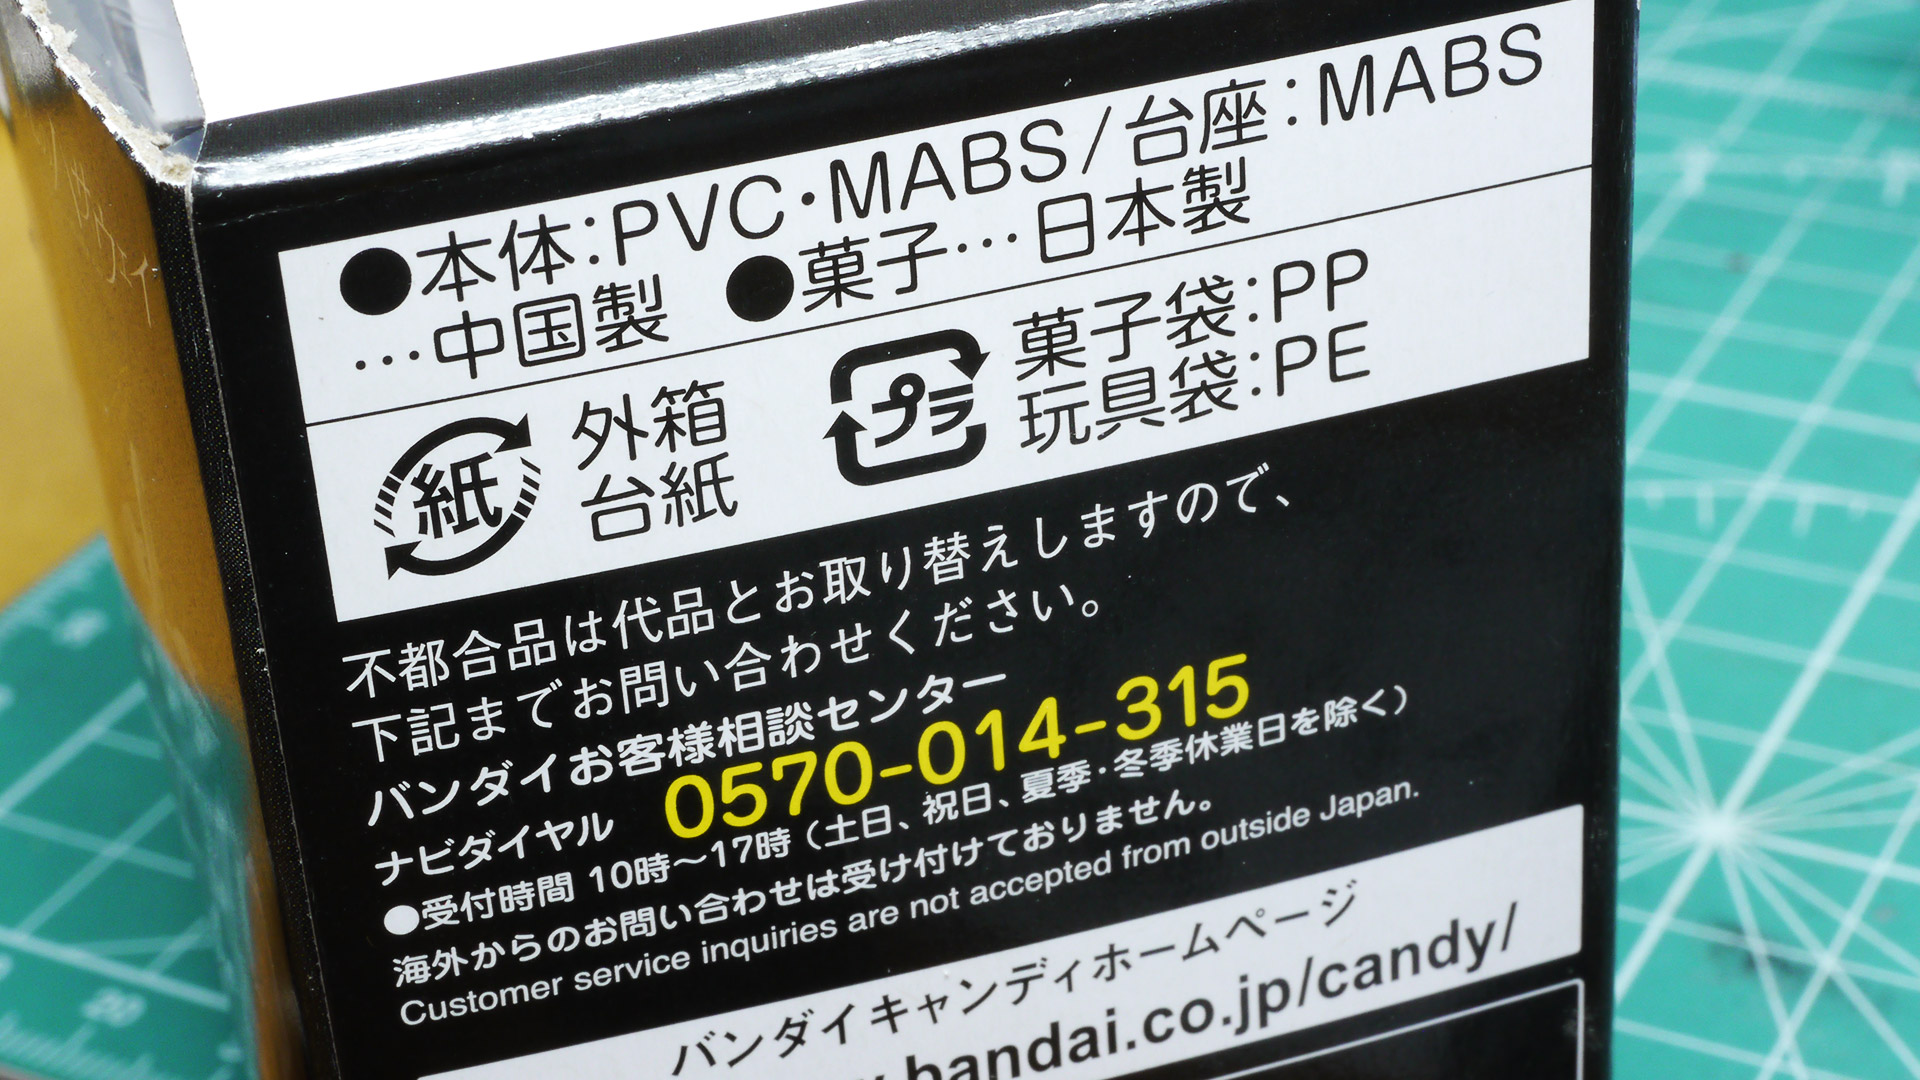 ●本体:PVC・MABS/台座:MABS
…中国製 ●菓子…日本製
紙 外箱
台紙
プラ 菓子袋:PP
玩具袋:PE
不都合品は代品とお取り替えしますので、
下記までお問い合わせください。
バンダイお客様相談センター
ナビダイヤル 0570-014-315
●受付時間 10時～17時（土日、祝日、夏季・冬季休業日を除く）
海外からのお問い合わせは受け付けておりません。
Customer service inquiries are not accepted from outside Japan.
バンダイキャンディホームページ
.bandai.co.jp/candy/